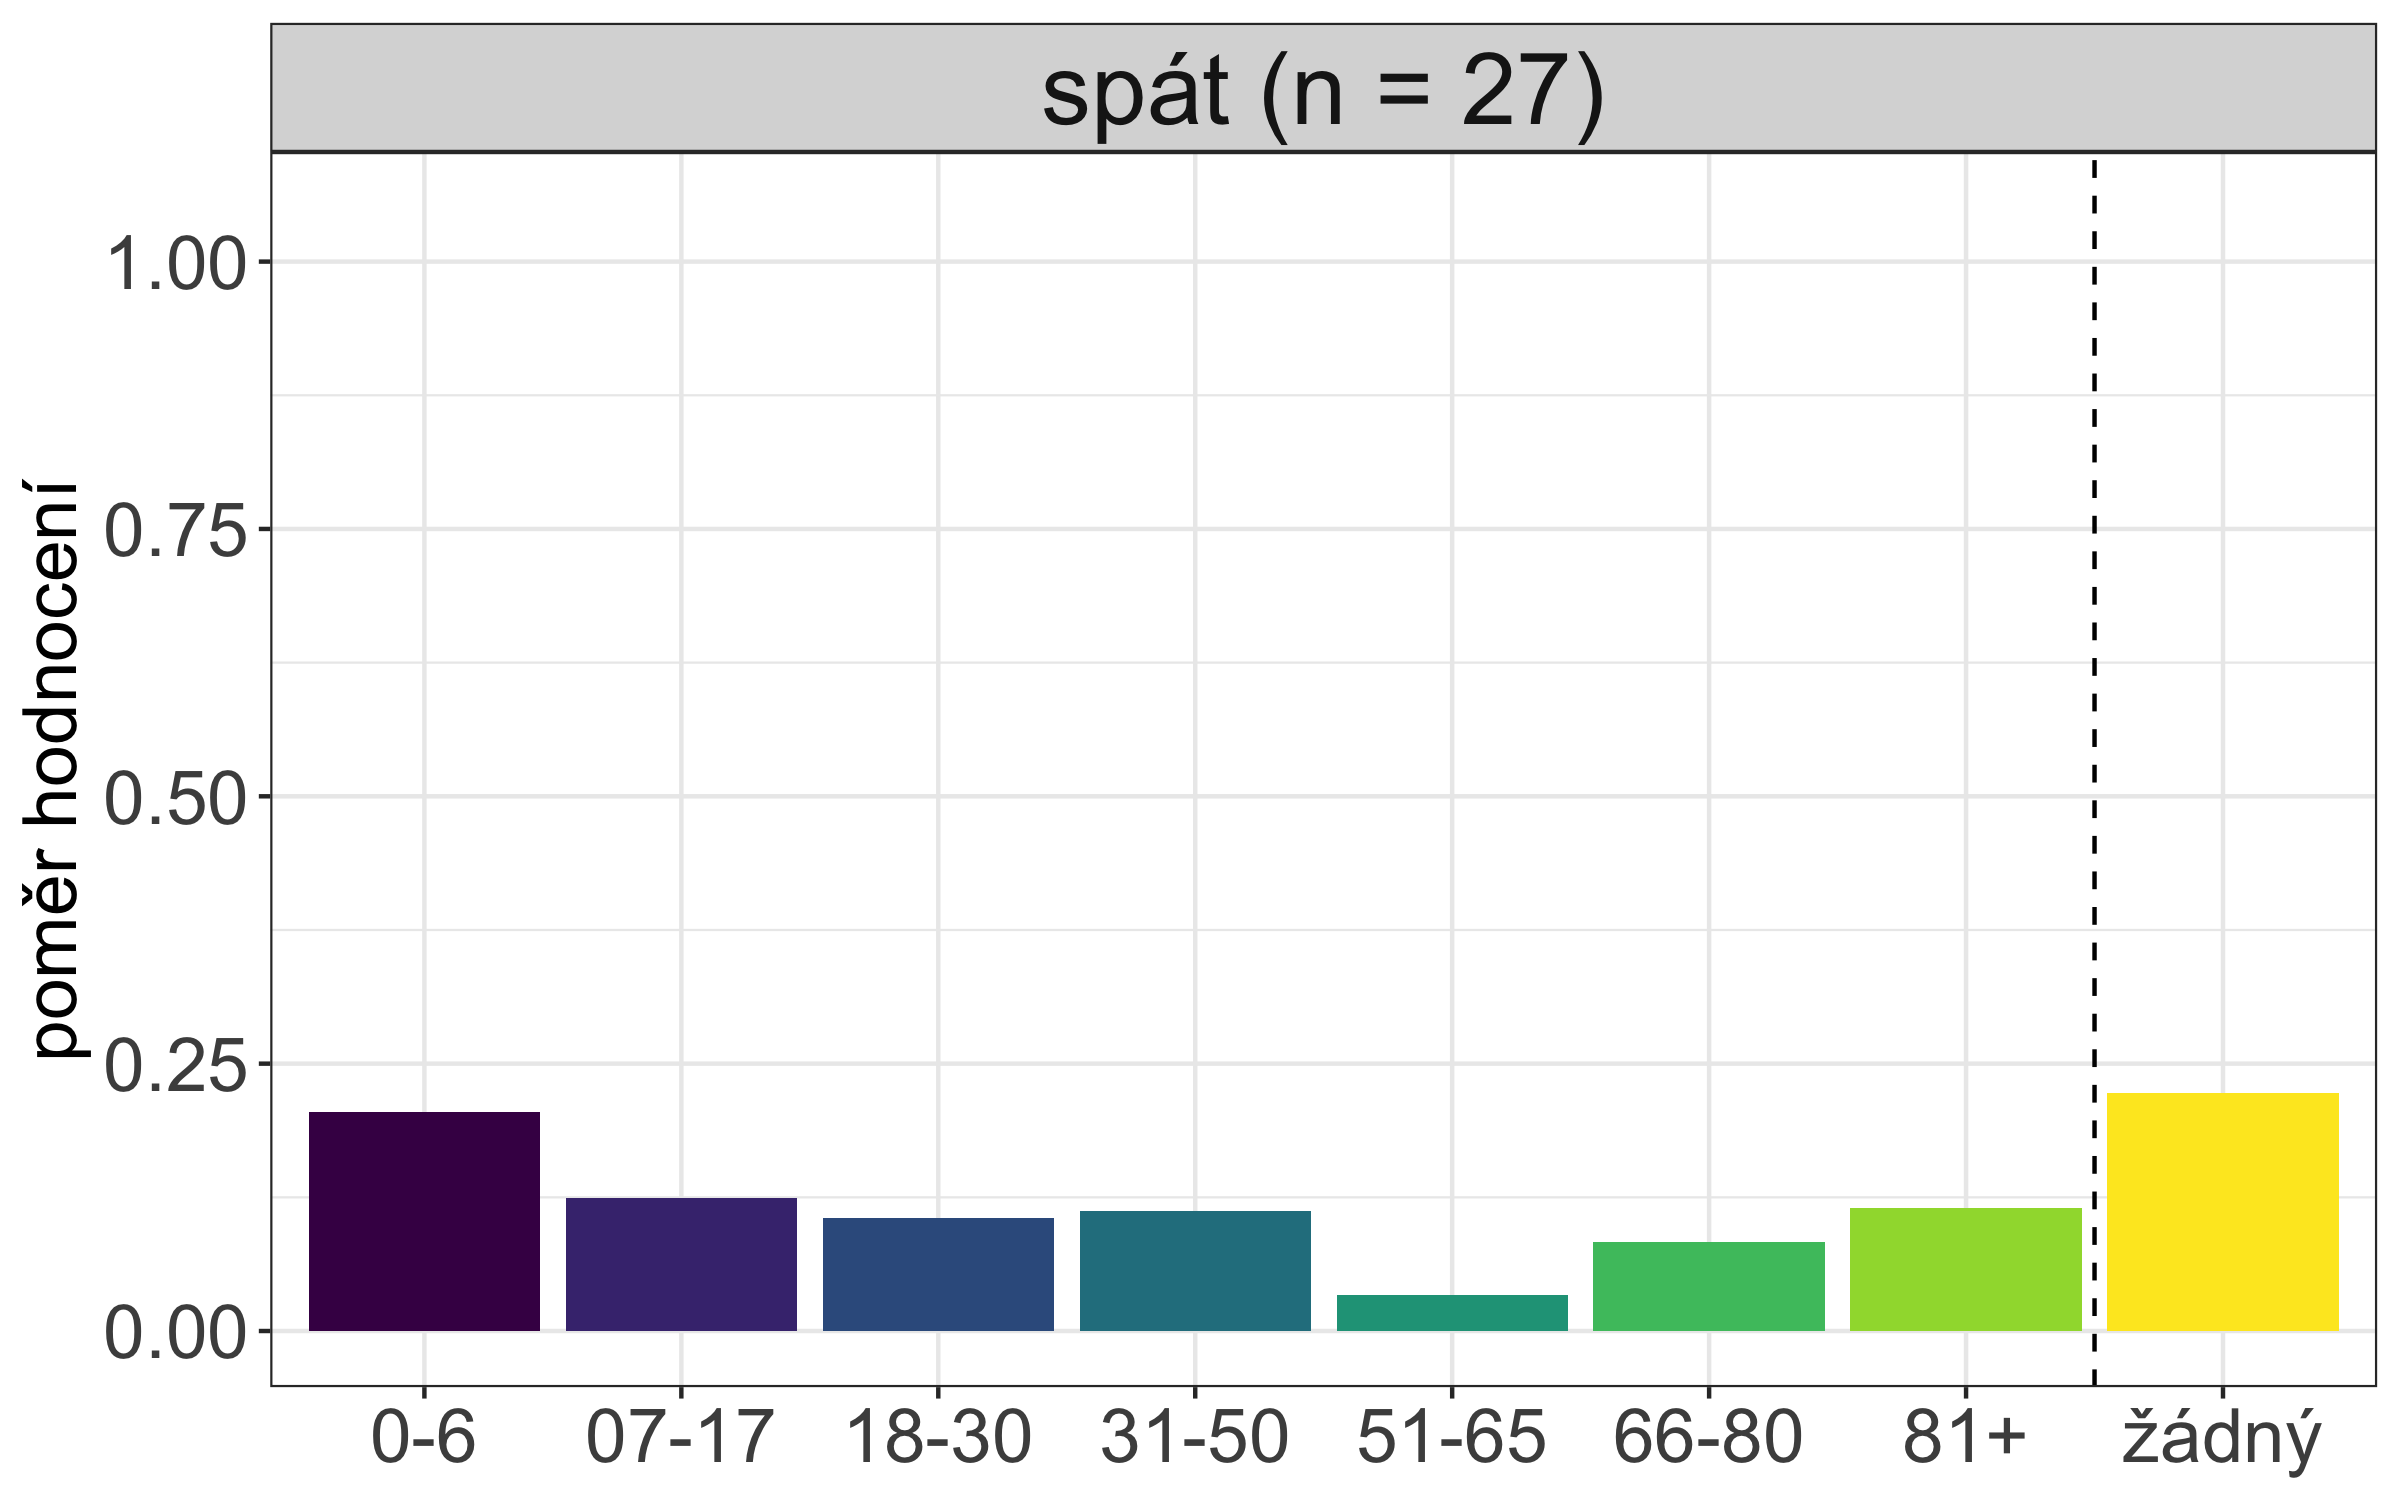 spát (n = 27)
poměr hodnocení
1.00
0.75
0.50
0.25
0.00
0-6 07-17 18-30 31-50 51-65 66-80 81+ žádný